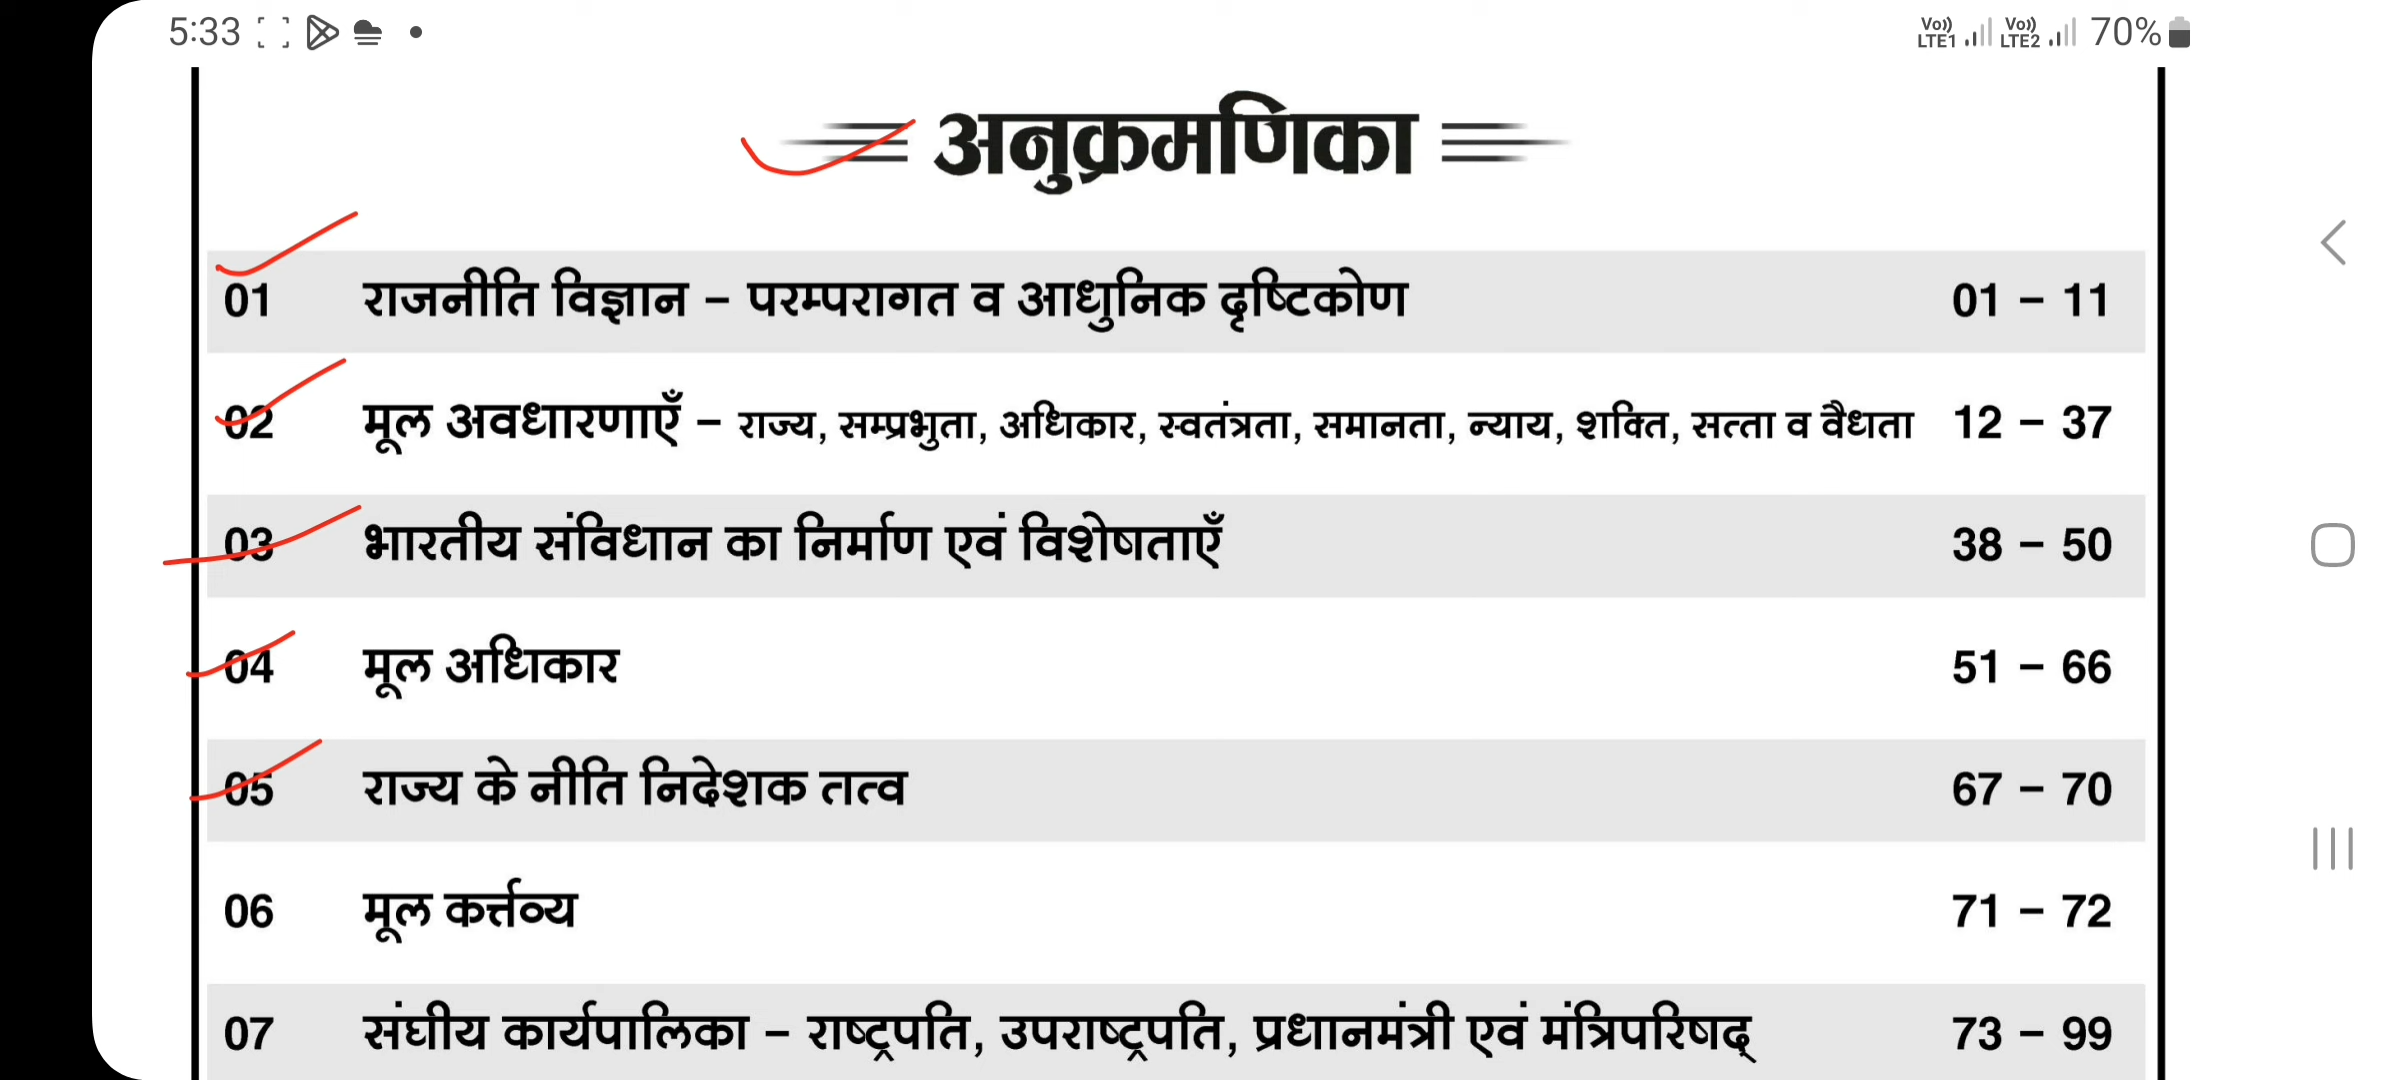 5:33 Vo)) LTE1 Vo)) LTE2 70%
अनुक्रमणिका
01 राजनीति विज्ञान – परम्परागत व आधुनिक दृष्टिकोण 01 – 11
02 मूल अवधारणाएँ – राज्य, सम्प्रभुता, अधिकार, स्वतंत्रता, समानता, न्याय, शक्ति, सत्ता व वैधता 12 – 37
03 भारतीय संविधान का निर्माण एवं विशेषताएँ 38 – 50
04 मूल अधिकार 51 – 66
05 राज्य के नीति निदेशक तत्व 67 – 70
06 मूल कर्त्तव्य 71 – 72
07 संघीय कार्यपालिका – राष्ट्रपति, उपराष्ट्रपति, प्रधानमंत्री एवं मंत्रिपरिषद् 73 – 99